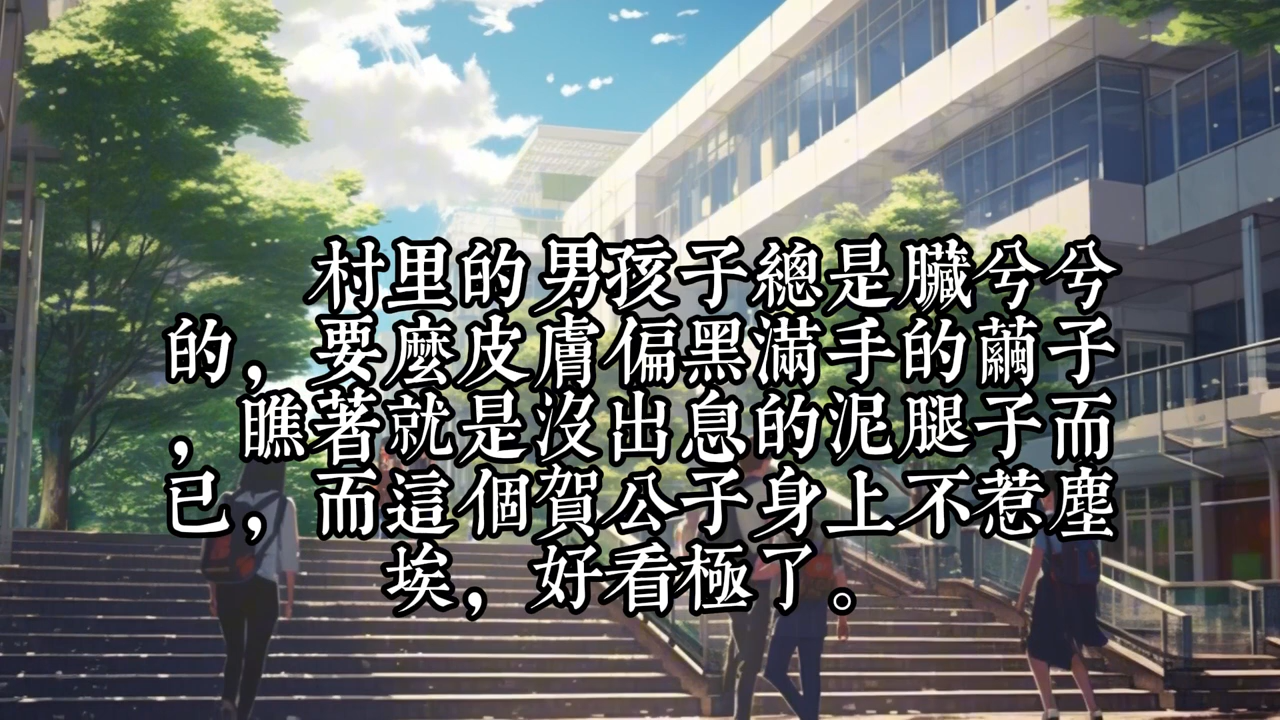 村里的男孩子總是臟兮兮
的，要麼皮膚偏黑滿手的繭子
，瞧著就是沒出息的泥腿子而
已，而這個賀公子身上不惹塵
埃，好看極了。